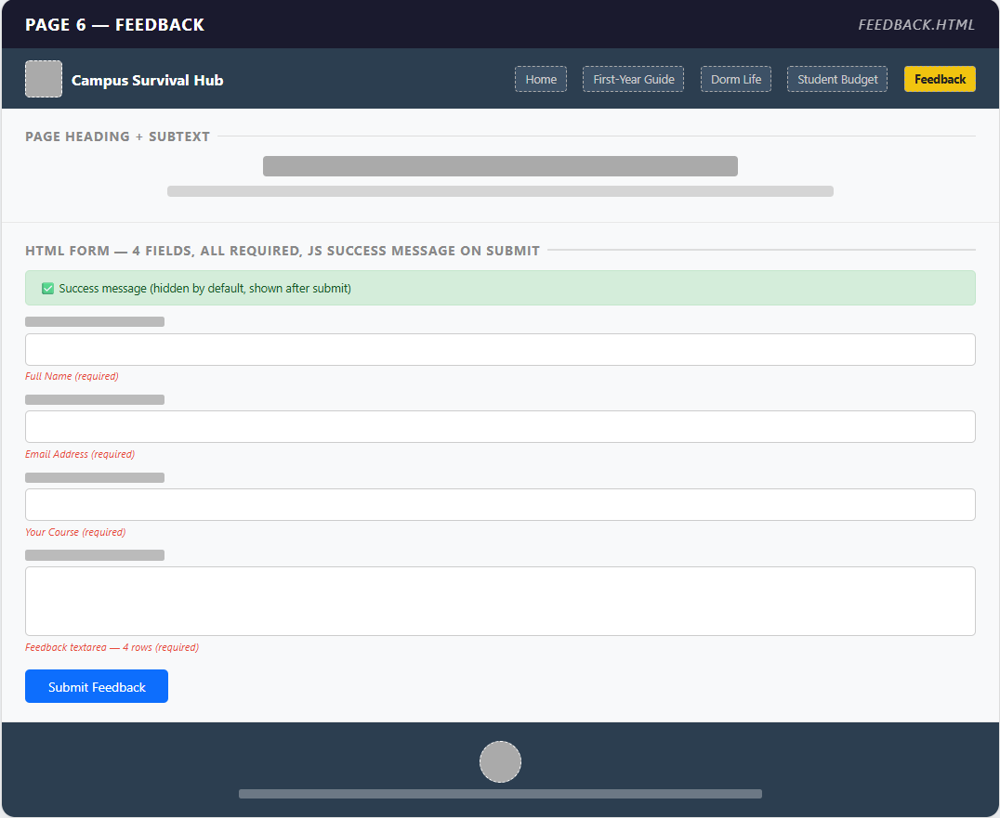 PAGE 6 — FEEDBACK
FEEDBACK.HTML
Campus Survival Hub
Home
First-Year Guide
Dorm Life
Student Budget
Feedback
PAGE HEADING + SUBTEXT
HTML FORM — 4 FIELDS, ALL REQUIRED, JS SUCCESS MESSAGE ON SUBMIT
✅ Success message (hidden by default, shown after submit)
Full Name (required)
Email Address (required)
Your Course (required)
Feedback textarea — 4 rows (required)
Submit Feedback